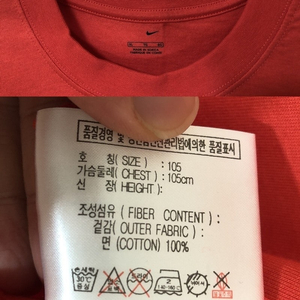 품질경영 및 공산품안전관리법에의한 품질표시
호 칭(SIZE) : 105
가슴둘레(CHEST) : 105cm
신 장(HEIGHT):
조성섬유(FIBER CONTENT):
겉감(OUTER FABRIC):
면 (COTTON) 100%